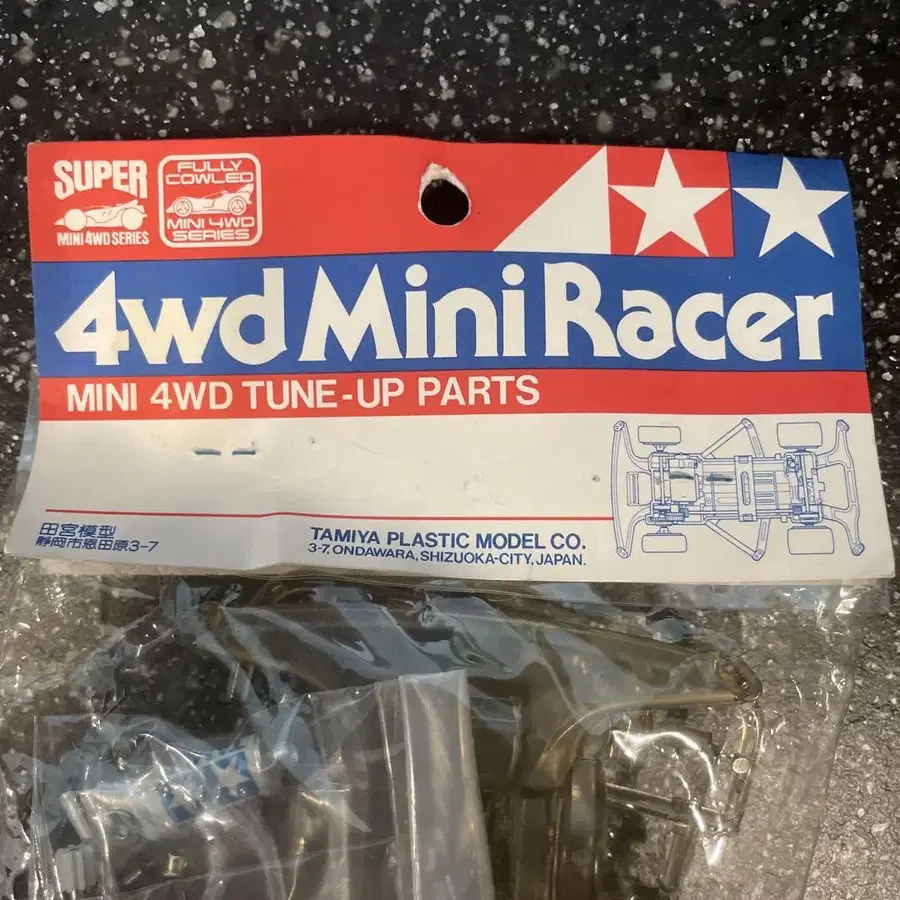 SUPER
MINI 4WD SERIES
FULLY
COWLED
MINI 4WD
SERIES
4wd Mini Racer
MINI 4WD TUNE-UP PARTS
田宮模型
静岡市恩田原3-7
TAMIYA PLASTIC MODEL CO.
3-7, ONDAWARA, SHIZUOKA-CITY, JAPAN.